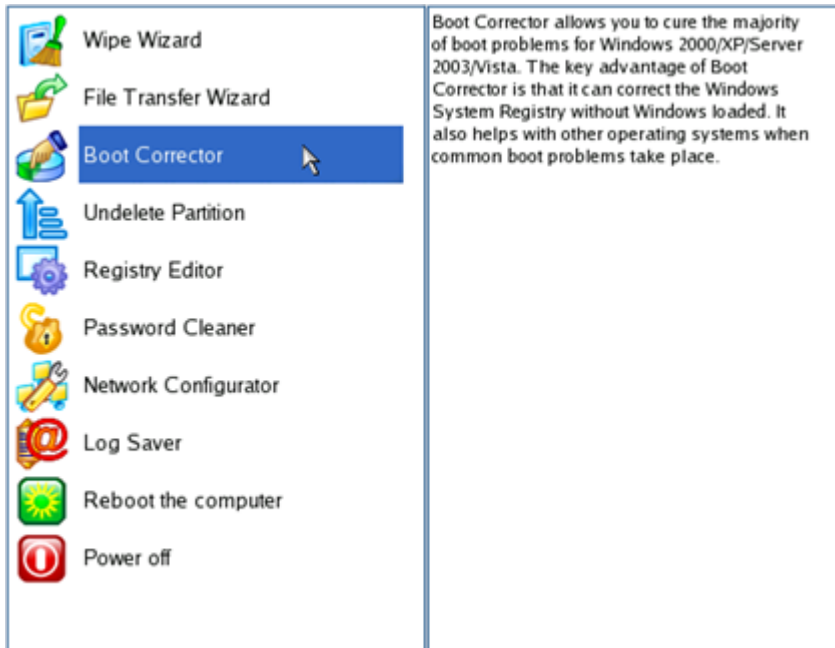 Wipe Wizard
File Transfer Wizard
Boot Corrector
Undelete Partition
Registry Editor
Password Cleaner
Network Configurator
Log Saver
Reboot the computer
Power off
Boot Corrector allows you to cure the majority
of boot problems for Windows 2000/XP/Server
2003/Vista. The key advantage of Boot
Corrector is that it can correct the Windows
System Registry without Windows loaded. It
also helps with other operating systems when
common boot problems take place.